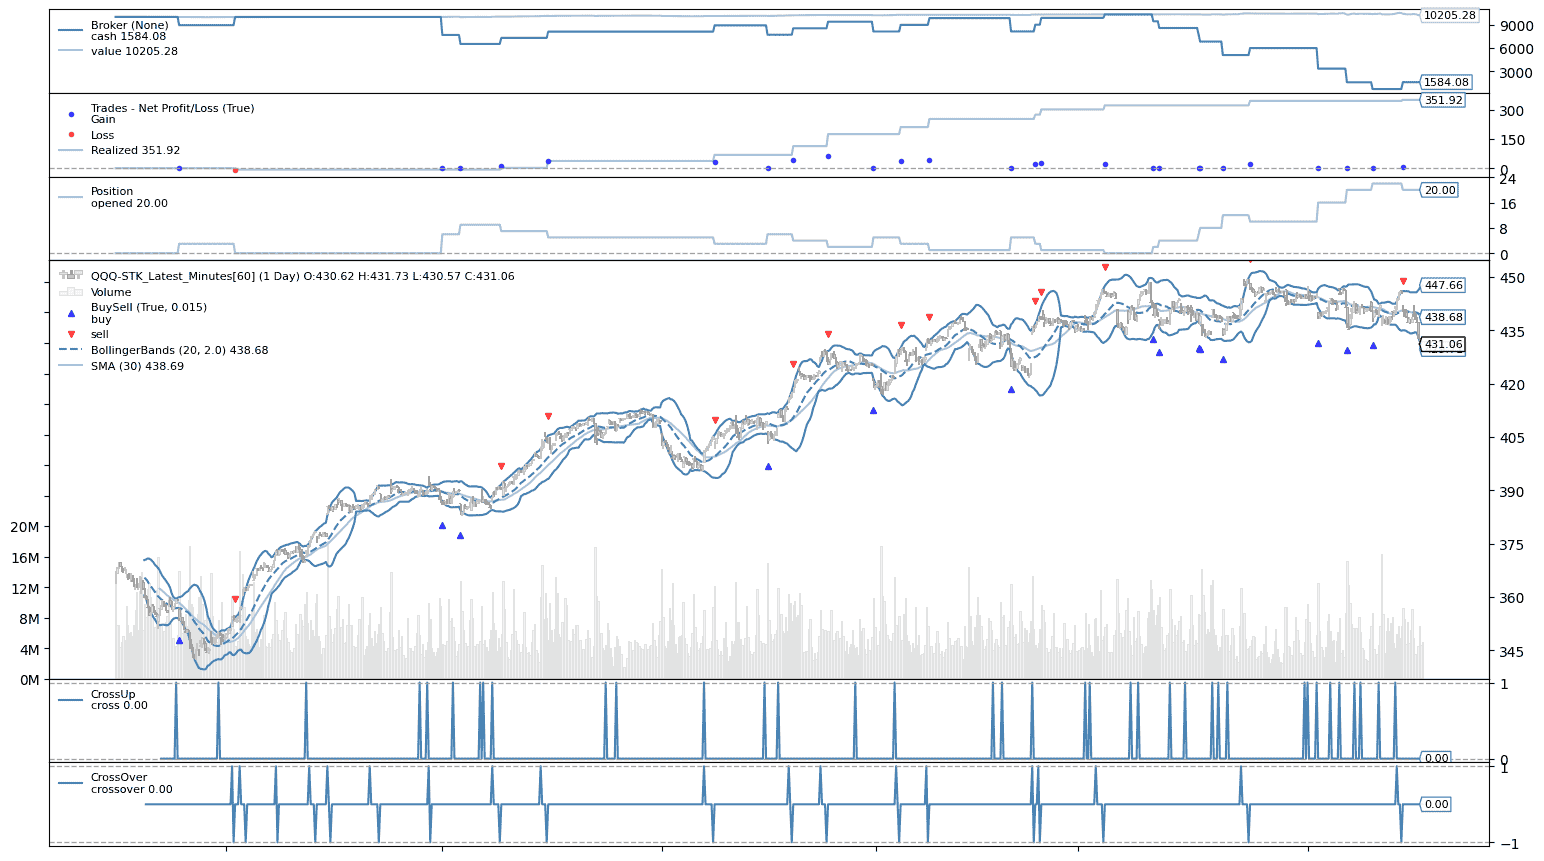 Broker (None)
cash 1584.08
value 10205.28
10205.28
9000
6000
3000
1584.08
Trades - Net Profit/Loss (True)
Gain
Loss
Realized 351.92
351.92
300
150
0
Position
opened 20.00
24
20.00
16
8
0
QQQ-STK_Latest_Minutes[60] (1 Day) O:430.62 H:431.73 L:430.57 C:431.06
Volume
BuySell (True, 0.015)
buy
sell
BollingerBands (20, 2.0) 438.68
SMA (30) 438.69
450
447.66
438.68
435
431.06
420
405
390
375
360
345
20M
16M
12M
8M
4M
0M
CrossUp
cross 0.00
1
0
0.00
CrossOver
crossover 0.00
1
0.00
−1